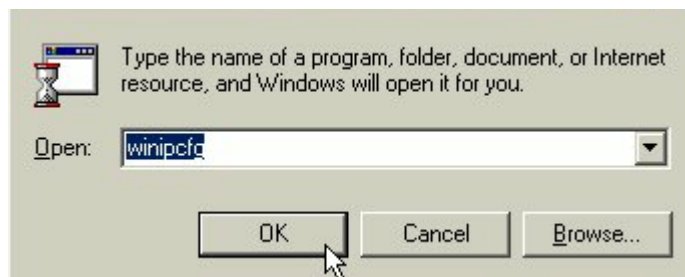 Type the name of a program, folder, document, or Internet
resource, and Windows will open it for you.
Open: winipcfg
OK Cancel Browse...